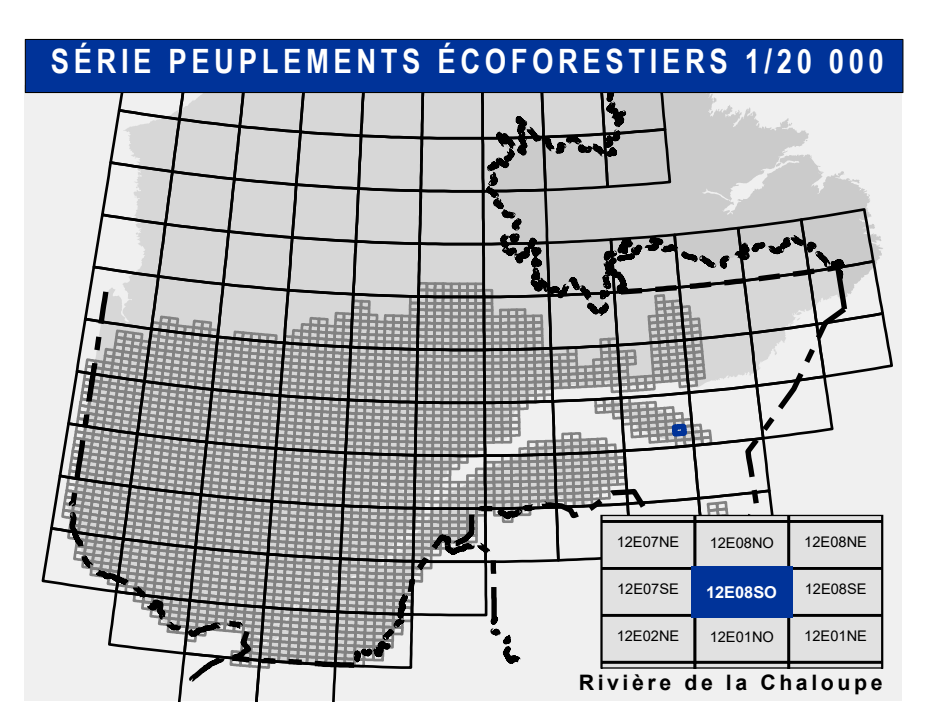 SÉRIE PEUPLEMENTS ÉCOFORESTIERS 1/20 000
12E07NE 12E08NO 12E08NE
12E07SE 12E08SO 12E08SE
12E02NE 12E01NO 12E01NE
Rivière de la Chaloupe